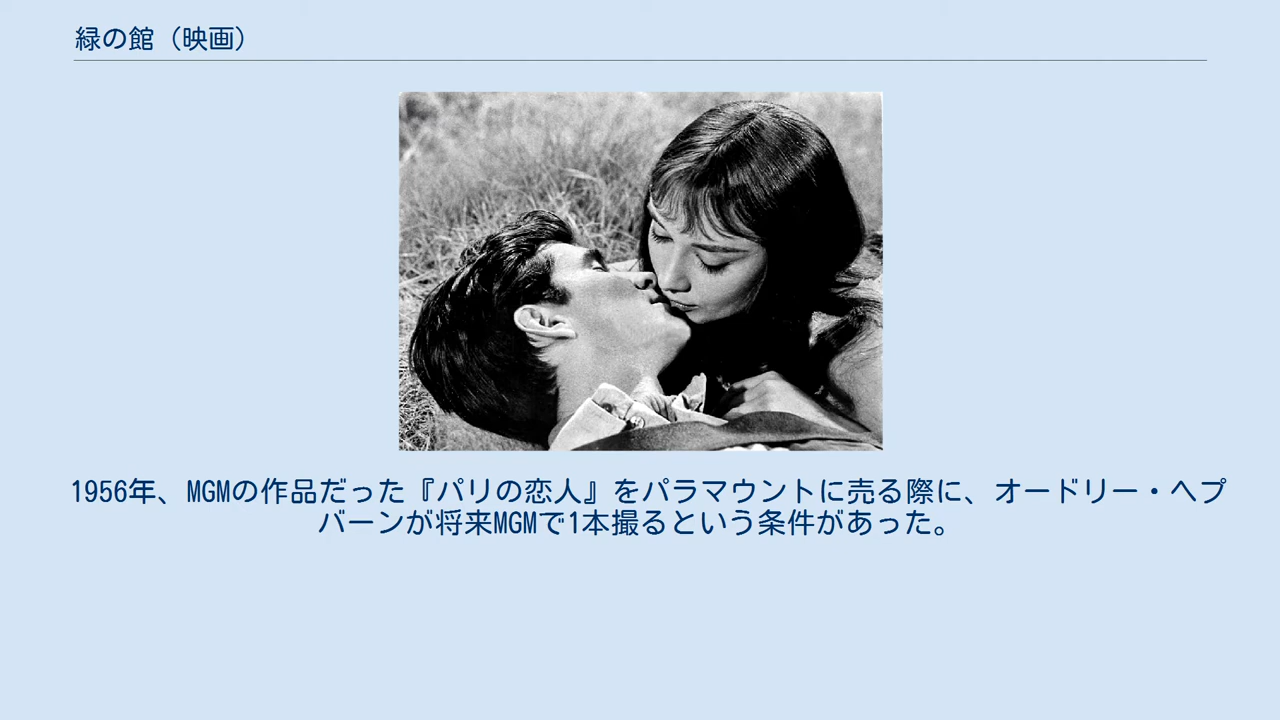 緑の館（映画）
1956年、MGMの作品だった『パリの恋人』をパラマウントに売る際に、オードリー・ヘプ
バーンが将来MGMで1本撮るという条件があった。